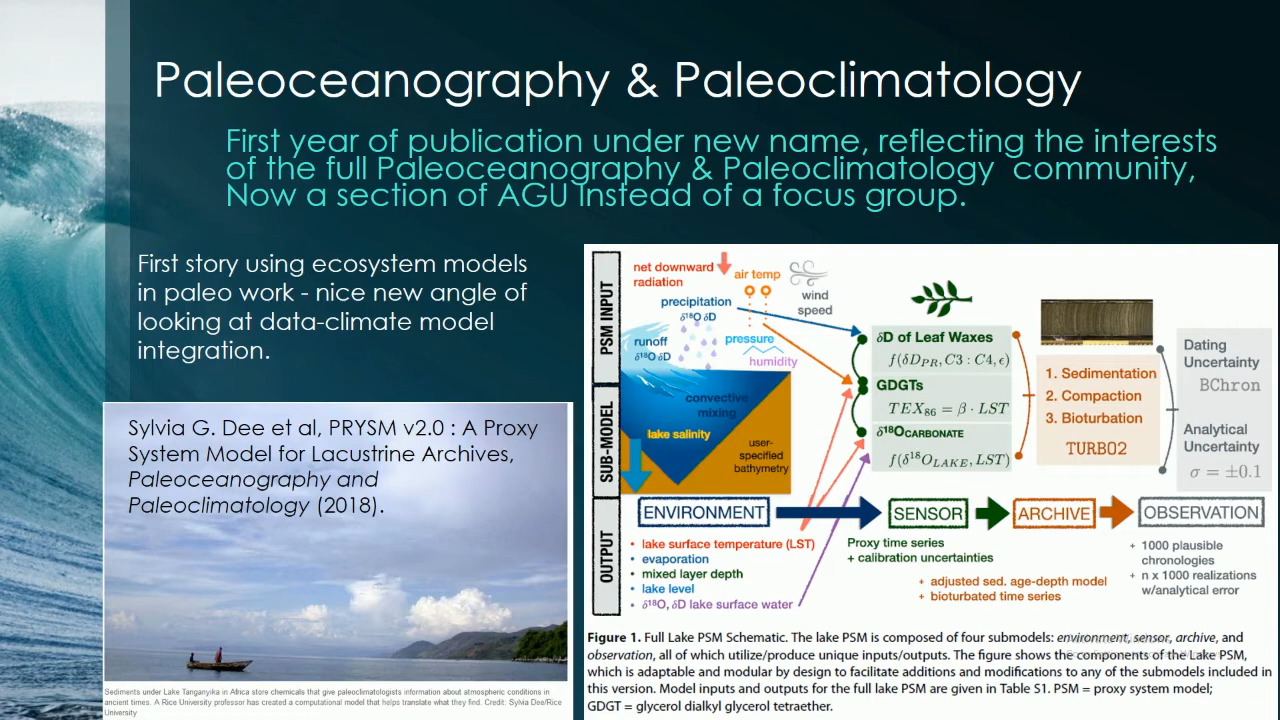 Paleoceanography & Paleoclimatology
First year of publication under new name, reflecting the interests
of the full Paleoceanography & Paleoclimatology community,
Now a section of AGU instead of a focus group.
First story using ecosystem models
in paleo work - nice new angle of
looking at data-climate model
integration.
Sylvia G. Dee et al, PRYSM v2.0 : A Proxy
System Model for Lacustrine Archives,
Paleoceanography and
Paleoclimatology (2018).
Sediments under Lake Tanganyika in Africa store chemicals that give paleoclimatologists information about atmospheric conditions in
ancient times. A Rice University professor has created a computational model that helps translate what they find. Credit: Sylvia Dee/Rice
University
PSM INPUT
net downward
radiation
air temp
wind
speed
precipitation
δ¹⁸O δD
runoff
δ¹⁸O δD
pressure
humidity
SUB-MODEL
convective
mixing
lake salinity
user-
specified
bathymetry
δD of Leaf Waxes
f(δD_PR, C3 : C4, ϵ)
GDGTs
TEX₈₆ = β · LST
δ¹⁸OCARBONATE
f(δ¹⁸O_LAKE, LST)
1. Sedimentation
2. Compaction
3. Bioturbation
TURBO2
Dating
Uncertainty
BChron
Analytical
Uncertainty
σ = ±0.1
OUTPUT
ENVIRONMENT
SENSOR
ARCHIVE
OBSERVATION
• lake surface temperature (LST)
• evaporation
• mixed layer depth
• lake level
• δ¹⁸O, δD lake surface water
Proxy time series
+ calibration uncertainties
+ adjusted sed. age-depth model
+ bioturbated time series
+ 1000 plausible
chronologies
+ n x 1000 realizations
w/analytical error
Figure 1. Full Lake PSM Schematic. The lake PSM is composed of four submodels: environment, sensor, archive, and
observation, all of which utilize/produce unique inputs/outputs. The figure shows the components of the Lake PSM,
which is adaptable and modular by design to facilitate additions and modifications to any of the submodels included in
this version. Model inputs and outputs for the full lake PSM are given in Table S1. PSM = proxy system model;
GDGT = glycerol dialkyl glycerol tetraether.